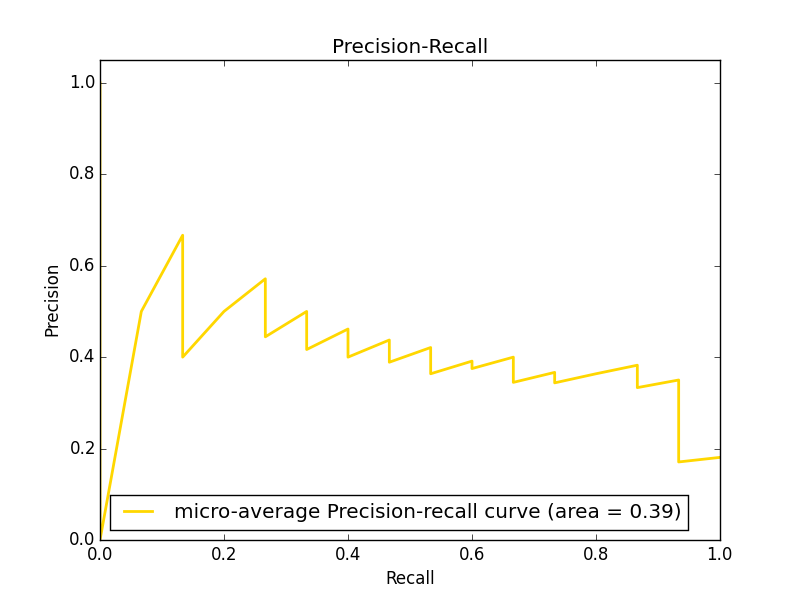 Precision-Recall
1.0
0.8
0.6
0.4
0.2
0.0
Precision
micro-average Precision-recall curve (area = 0.39)
0.0 0.2 0.4 0.6 0.8 1.0
Recall